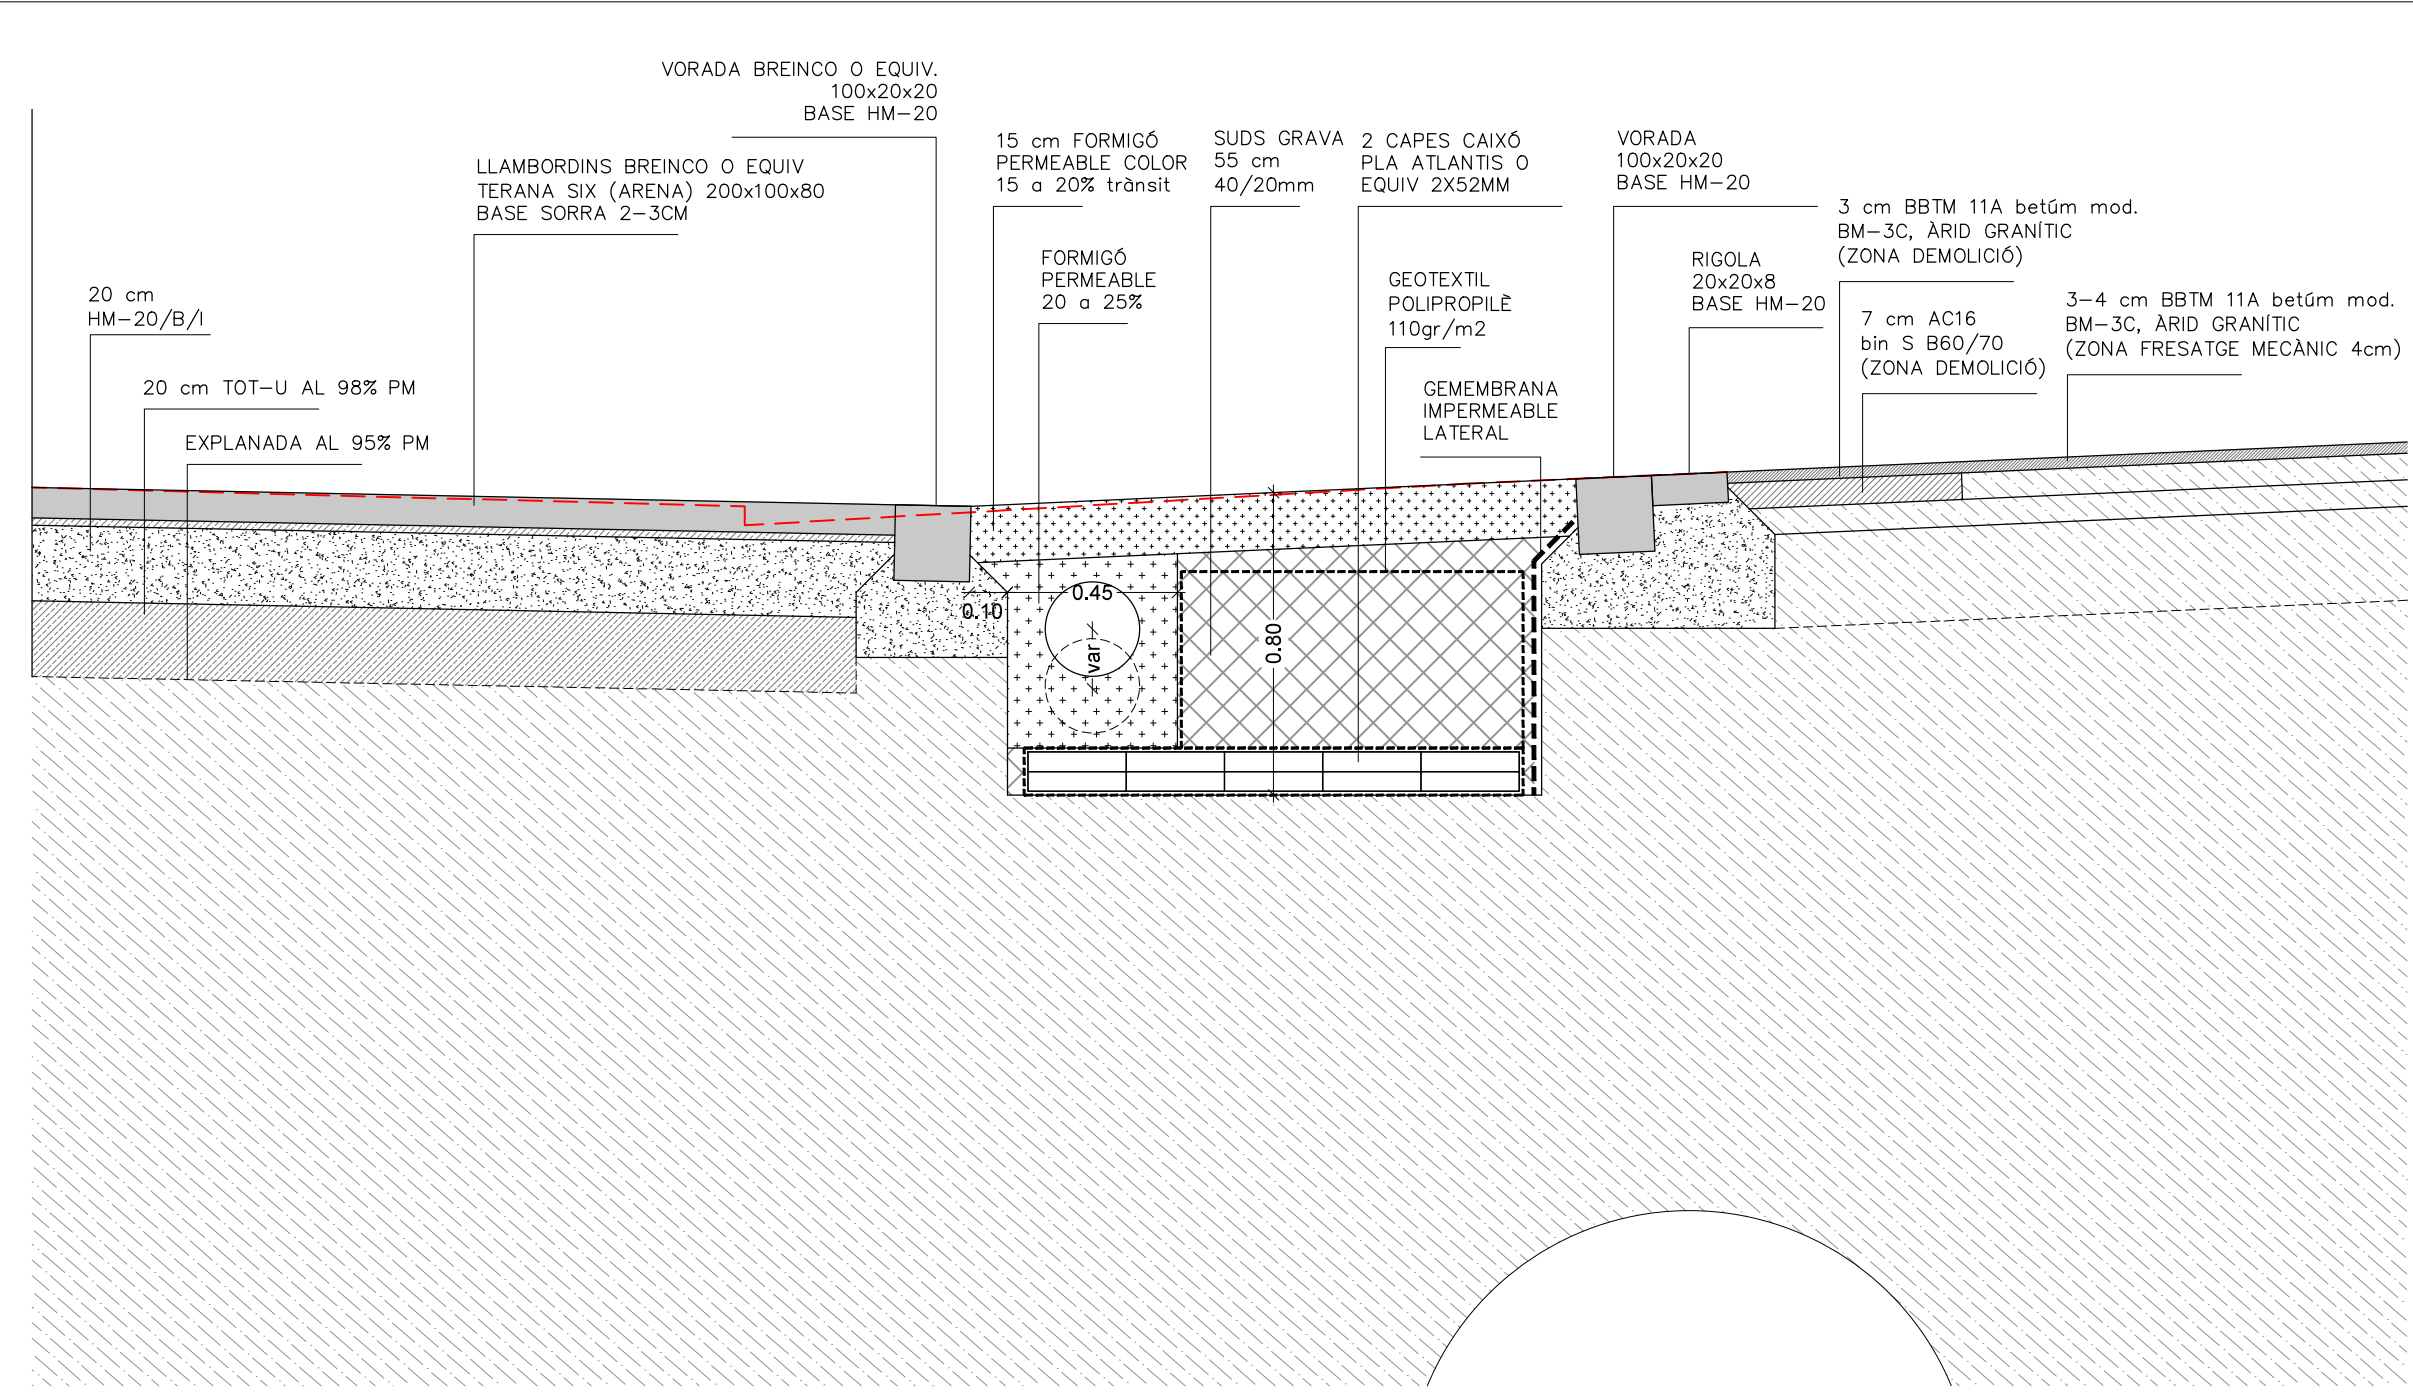 VORADA BREINCO O EQUIV.
100x20x20
BASE HM-20
LLAMBORDINS BREINCO O EQUIV
TERANA SIX (ARENA) 200x100x80
BASE SORRA 2-3CM
20 cm
HM-20/B/I
20 cm TOT-U AL 98% PM
EXPLANADA AL 95% PM
15 cm FORMIGÓ
PERMEABLE COLOR
15 a 20% trànsit
FORMIGÓ
PERMEABLE
20 a 25%
SUDS GRAVA
55 cm
40/20mm
2 CAPES CAIXÓ
PLA ATLANTIS O
EQUIV 2X52MM
GEOTEXTIL
POLIPROPILÈ
110gr/m2
GEMEMBRANA
IMPERMEABLE
LATERAL
VORADA
100x20x20
BASE HM-20
RIGOLA
20x20x8
BASE HM-20
3 cm BBTM 11A betúm mod.
BM-3C, ÀRID GRANÍTIC
(ZONA DEMOLICIÓ)
7 cm AC16
bin S B60/70
(ZONA DEMOLICIÓ)
3-4 cm BBTM 11A betúm mod.
BM-3C, ÀRID GRANÍTIC
(ZONA FRESATGE MECÀNIC 4cm)
0.10
0.45
var
0.80